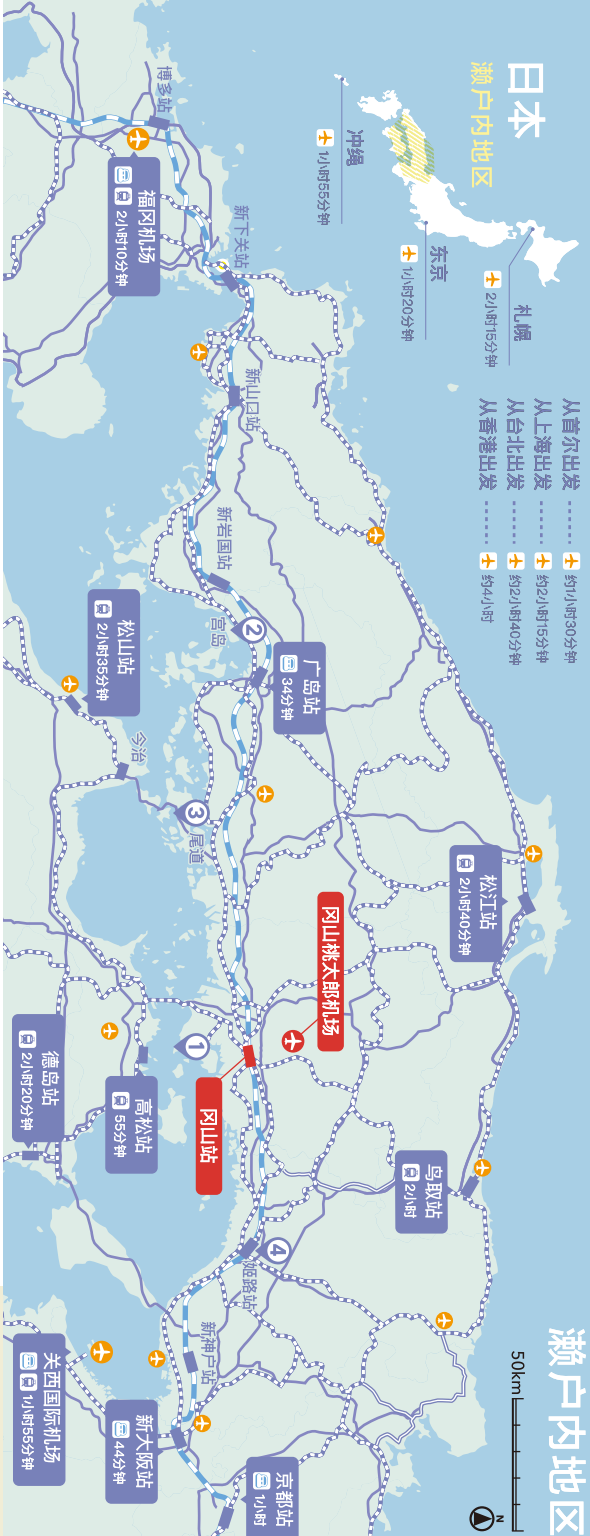 日本
濑户内地区
冲绳
1小时55分钟
东京
1小时20分钟
札幌
2小时15分钟
从首尔出发
约1小时30分钟
从上海出发
约2小时15分钟
从台北出发
约2小时40分钟
从香港出发
约4小时
濑户内地区
50km
N
博多站
福冈机场
2小时10分钟
新下关站
新山口站
新岩国站
宫岛
2
广岛站
34分钟
松山站
2小时35分钟
今治
3
尾道
松江站
2小时40分钟
冈山桃太郎机场
1
冈山站
高松站
55分钟
德岛站
2小时20分钟
鸟取站
2小时
4
姬路站
新神户站
关西国际机场
1小时55分钟
新大阪站
44分钟
京都站
1小时